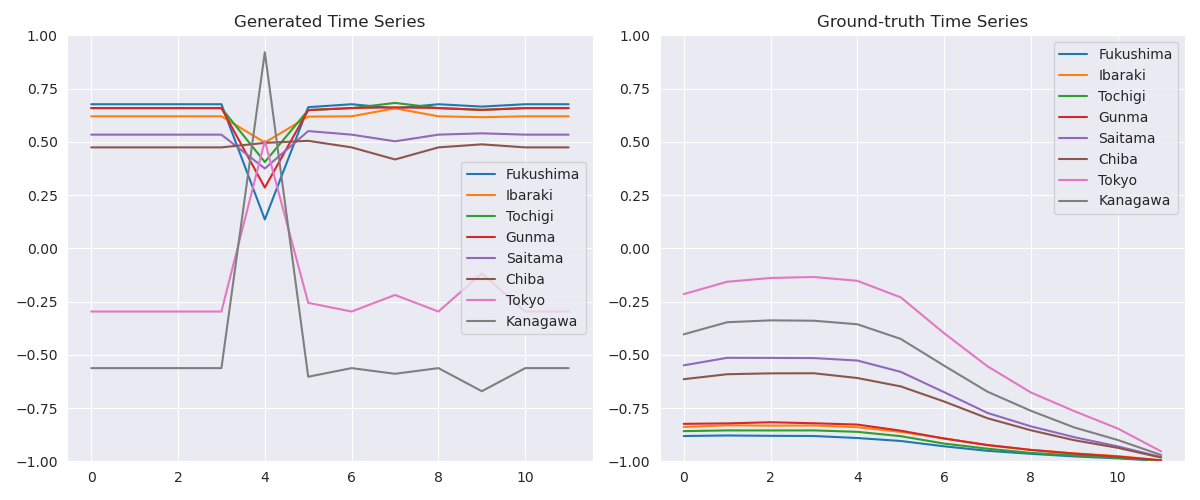 Generated Time Series
1.00
0.75
0.50
0.25
0.00
−0.25
−0.50
−0.75
−1.00
0 2 4 6 8 10
Fukushima
Ibaraki
Tochigi
Gunma
Saitama
Chiba
Tokyo
Kanagawa
Ground-truth Time Series
1.00
0.75
0.50
0.25
0.00
−0.25
−0.50
−0.75
−1.00
0 2 4 6 8 10
Fukushima
Ibaraki
Tochigi
Gunma
Saitama
Chiba
Tokyo
Kanagawa